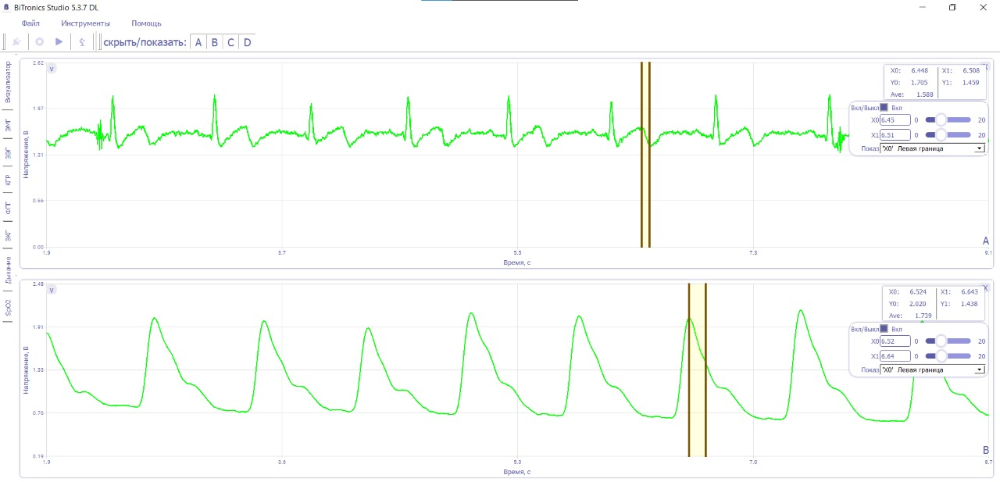 BiTronics Studio 5.3.7 DL
Файл Инструменты Помощь
скрыть/показать: A B C D
Визуализатор
ЭМГ
ЭЭГ
КГР
ФПГ
ЭКГ
Дыхание
SpO2
v
X
2.62
1.97
1.31
0.66
0.00
Напряжение, В
X0: 6.448 X1: 6.508
Y0: 1.705 Y1: 1.459
Ave: 1.588
Вкл/Выкл Вкл
X0 6.45 0 20
X1 6.51 0 20
Показ "X0" Левая граница
A
1.9 3.7 5.5 7.3 9.1
Время, с
v
X
2.48
1.91
1.33
0.76
0.19
Напряжение, В
X0: 6.524 X1: 6.643
Y0: 2.020 Y1: 1.438
Ave: 1.739
Вкл/Выкл Вкл
X0 6.52 0 20
X1 6.64 0 20
Показ "X0" Левая граница
B
1.9 3.6 5.3 7.0 8.7
Время, с